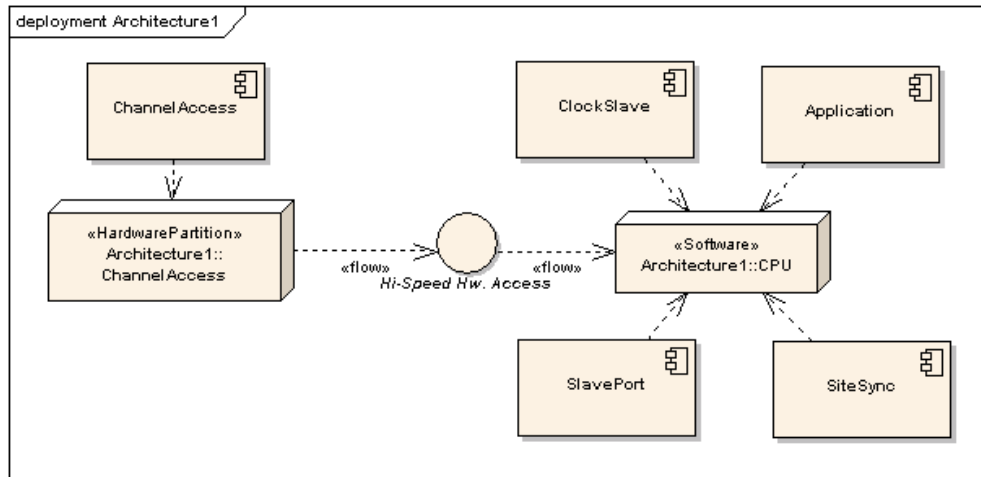 deployment Architecture1
ChannelAccess
ClockSlave
Application
«HardwarePartition»
Architecture1::
ChannelAccess
«flow»
«flow»
Hi-Speed Hw. Access
«Software»
Architecture1::CPU
SlavePort
SiteSync